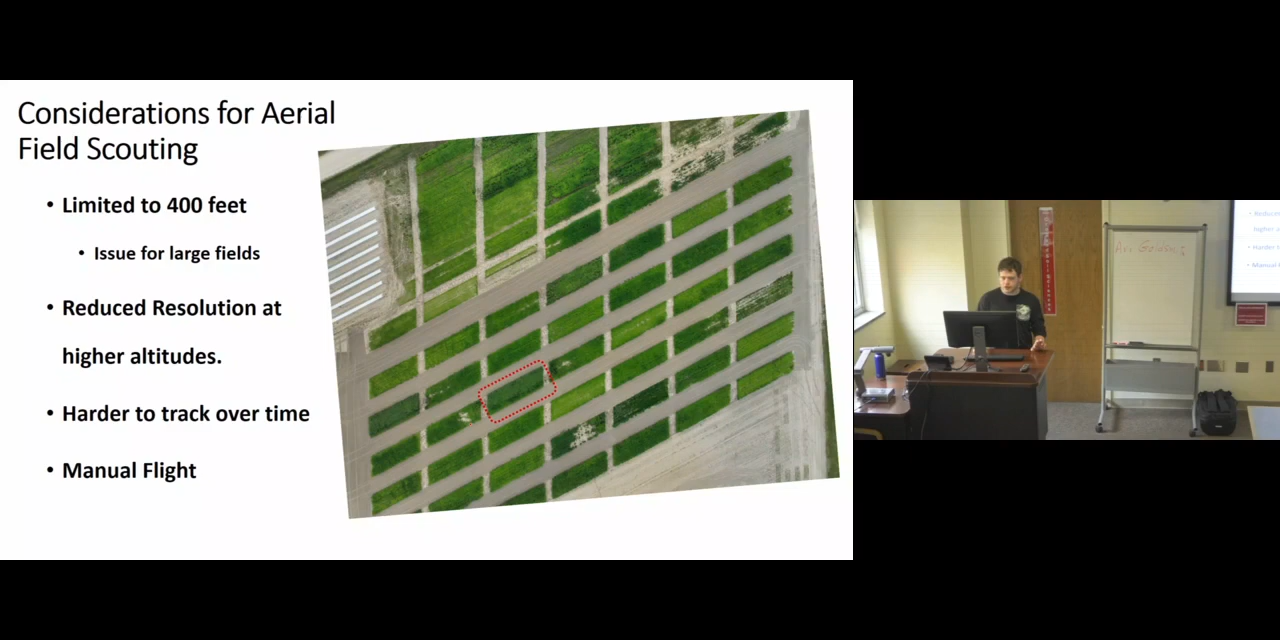 Considerations for Aerial
Field Scouting
• Limited to 400 feet
• Issue for large fields
• Reduced Resolution at
higher altitudes.
• Harder to track over time
• Manual Flight